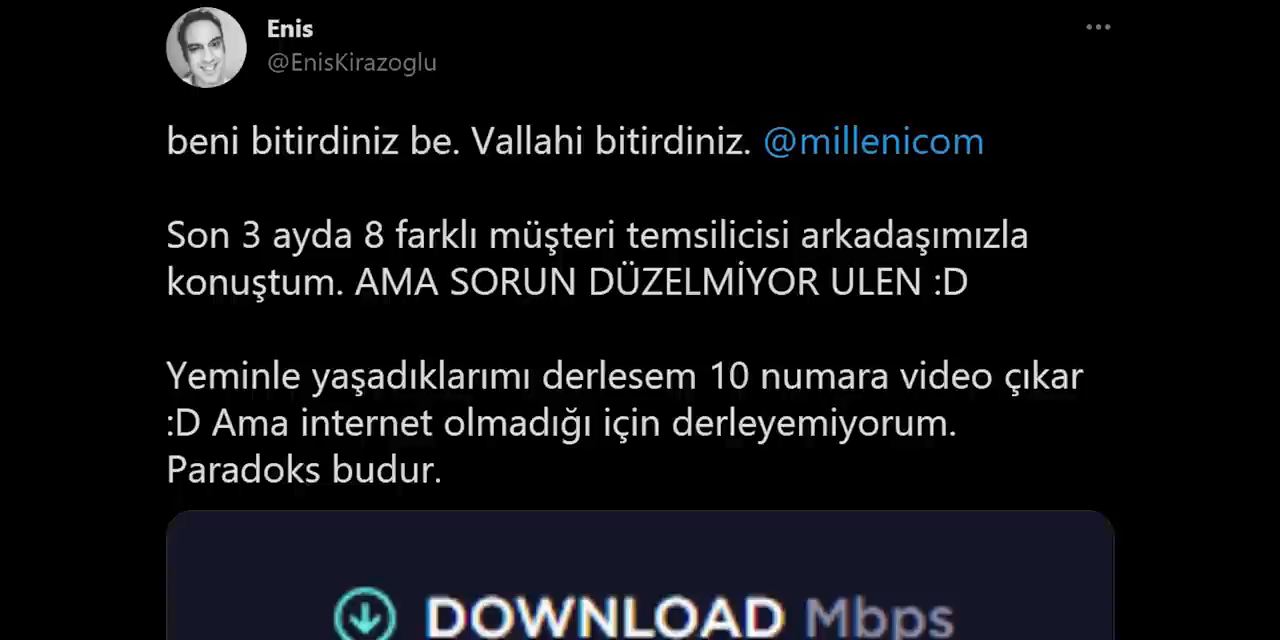 Enis
@EnisKirazoglu
beni bitirdiniz be. Vallahi bitirdiniz. @millenicom
Son 3 ayda 8 farklı müşteri temsilicisi arkadaşımızla
konuştum. AMA SORUN DÜZELMİYOR ULEN :D
Yeminle yaşadıklarımı derlesem 10 numara video çıkar
:D Ama internet olmadığı için derleyemiyorum.
Paradoks budur.
DOWNLOAD Mbps